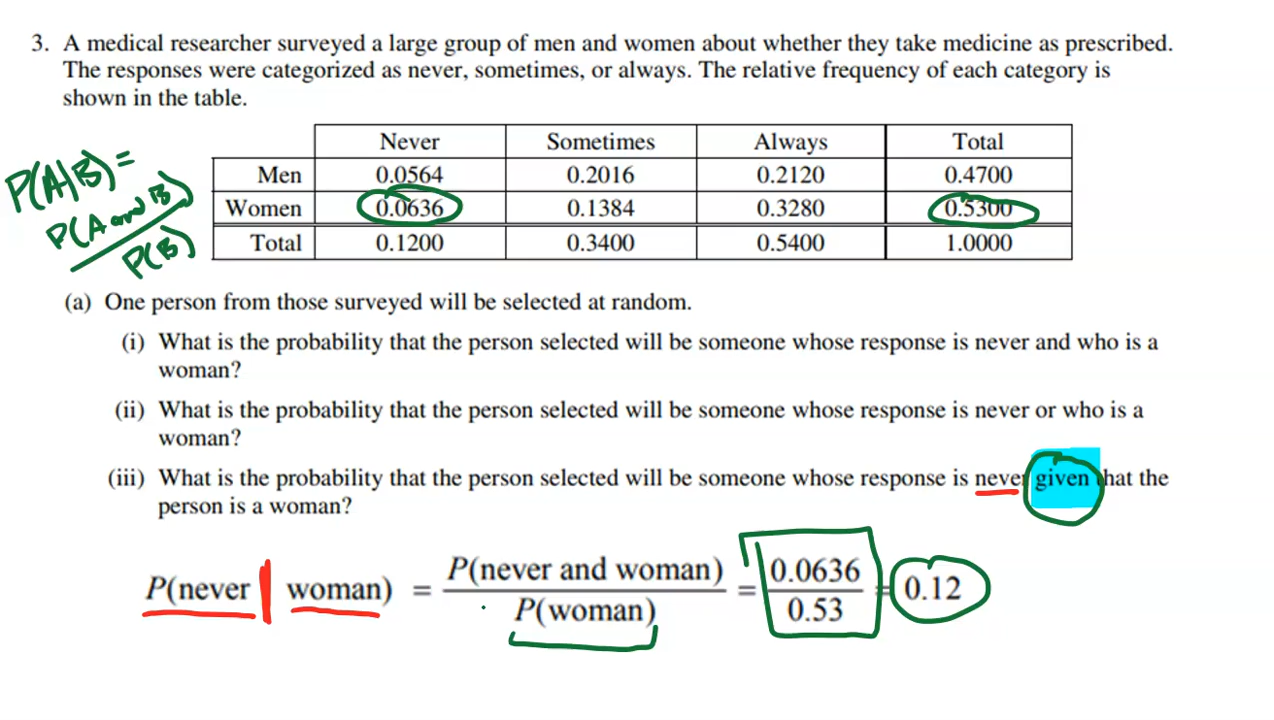 3. A medical researcher surveyed a large group of men and women about whether they take medicine as prescribed.
The responses were categorized as never, sometimes, or always. The relative frequency of each category is
shown in the table.
Never Sometimes Always Total
Men 0.0564 0.2016 0.2120 0.4700
Women 0.0636 0.1384 0.3280 0.5300
Total 0.1200 0.3400 0.5400 1.0000
P(A|B) =
P(A and B)
P(B)
(a) One person from those surveyed will be selected at random.
(i) What is the probability that the person selected will be someone whose response is never and who is a
woman?
(ii) What is the probability that the person selected will be someone whose response is never or who is a
woman?
(iii) What is the probability that the person selected will be someone whose response is never given that the
person is a woman?
P(never | woman) = P(never and woman) / P(woman) = 0.0636 / 0.53 = 0.12